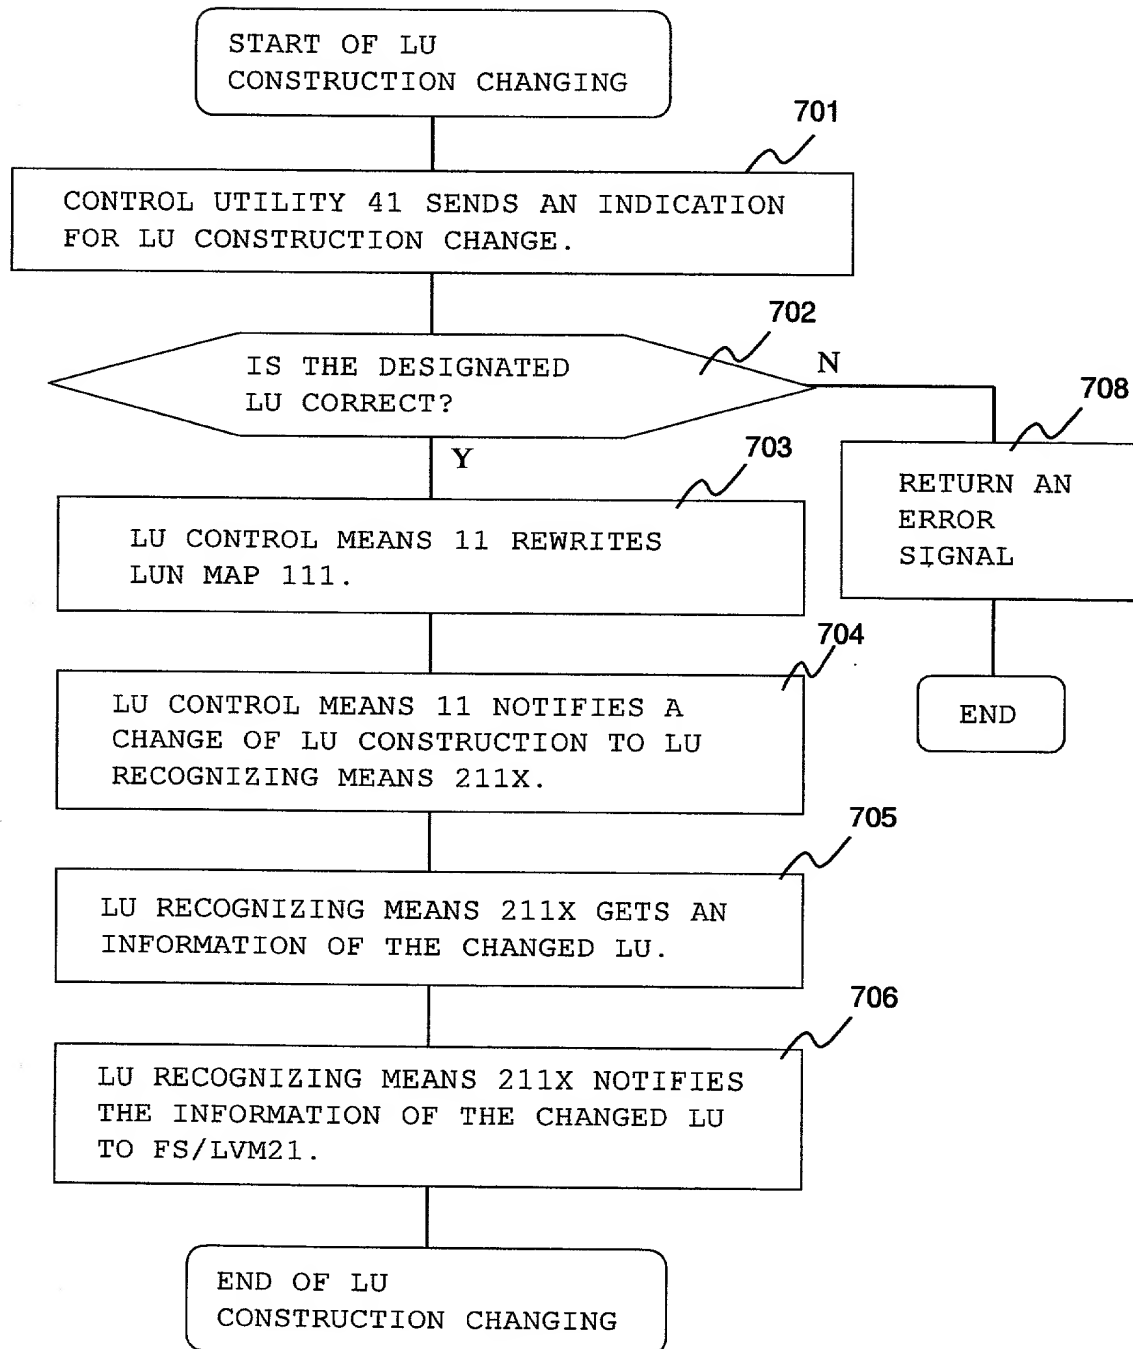 START OF LU
CONSTRUCTION CHANGING
701
CONTROL UTILITY 41 SENDS AN INDICATION
FOR LU CONSTRUCTION CHANGE.
702
IS THE DESIGNATED
LU CORRECT?
N
Y
708
RETURN AN
ERROR
SIGNAL
END
703
LU CONTROL MEANS 11 REWRITES
LUN MAP 111.
704
LU CONTROL MEANS 11 NOTIFIES A
CHANGE OF LU CONSTRUCTION TO LU
RECOGNIZING MEANS 211X.
705
LU RECOGNIZING MEANS 211X GETS AN
INFORMATION OF THE CHANGED LU.
706
LU RECOGNIZING MEANS 211X NOTIFIES
THE INFORMATION OF THE CHANGED LU
TO FS/LVM21.
END OF LU
CONSTRUCTION CHANGING